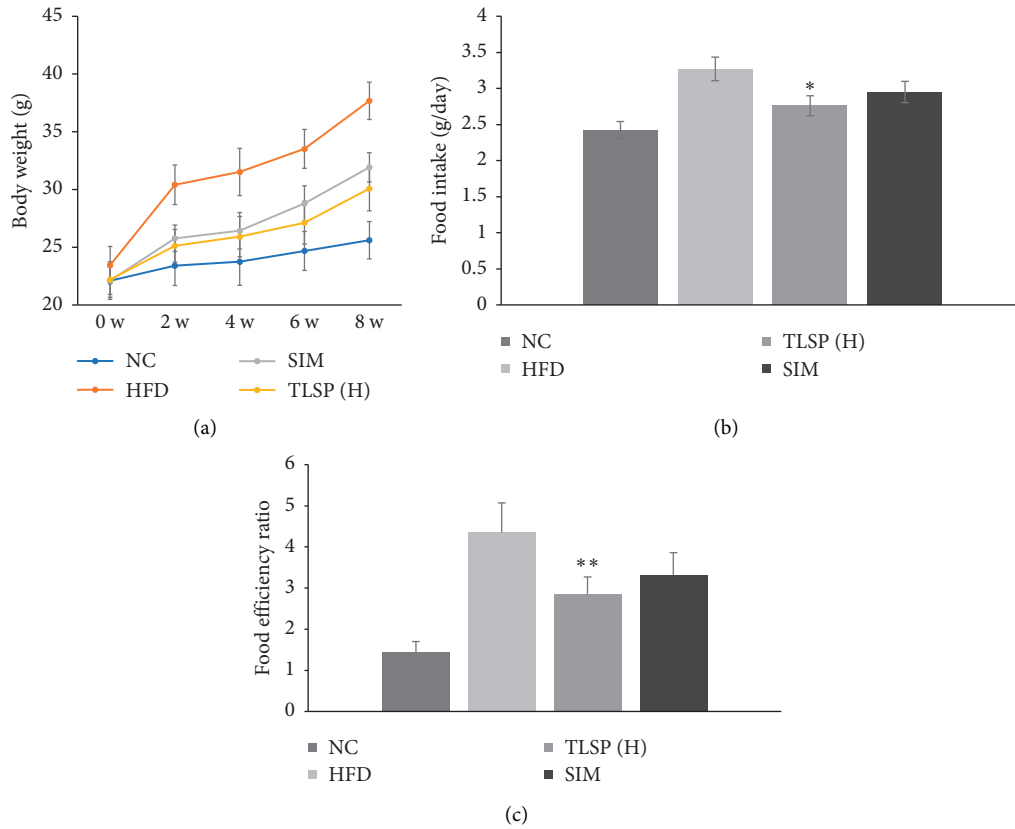 45
40
35
30
25
20
Body weight (g)
0 w 2 w 4 w 6 w 8 w
NC SIM
HFD TLSP (H)
(a)
4
3.5
3
2.5
2
1.5
1
0.5
0
Food intake (g/day)
*
NC TLSP (H)
HFD SIM
(b)
6
5
4
3
2
1
0
Food efficiency ratio
**
NC TLSP (H)
HFD SIM
(c)